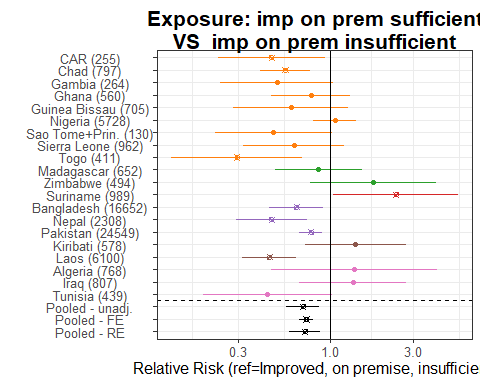 Exposure: imp on prem sufficient
VS  imp on prem insufficient
CAR (255)
Chad (797)
Gambia (264)
Ghana (560)
Guinea Bissau (705)
Nigeria (5728)
Sao Tome+Prin. (130)
Sierra Leone (962)
Togo (411)
Madagascar (652)
Zimbabwe (494)
Suriname (989)
Bangladesh (16652)
Nepal (2308)
Pakistan (24549)
Kiribati (578)
Laos (6100)
Algeria (768)
Iraq (807)
Tunisia (439)
Pooled - unadj.
Pooled - FE
Pooled - RE
0.3 1.0 3.0
Relative Risk (ref=Improved, on premise, insufficie